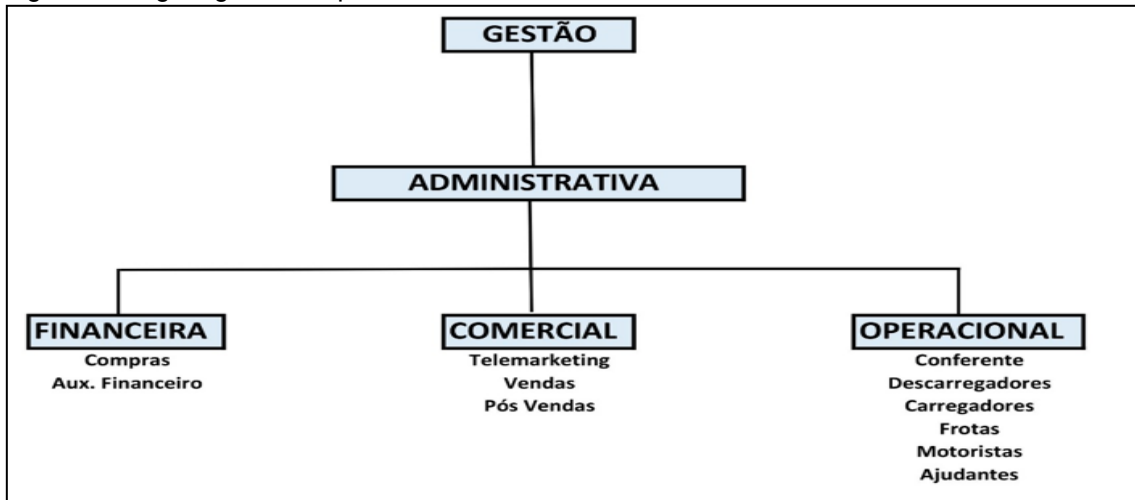 GESTÃO
ADMINISTRATIVA
FINANCEIRA
Compras
Aux. Financeiro
COMERCIAL
Telemarketing
Vendas
Pós Vendas
OPERACIONAL
Conferente
Descarregadores
Carregadores
Frotas
Motoristas
Ajudantes